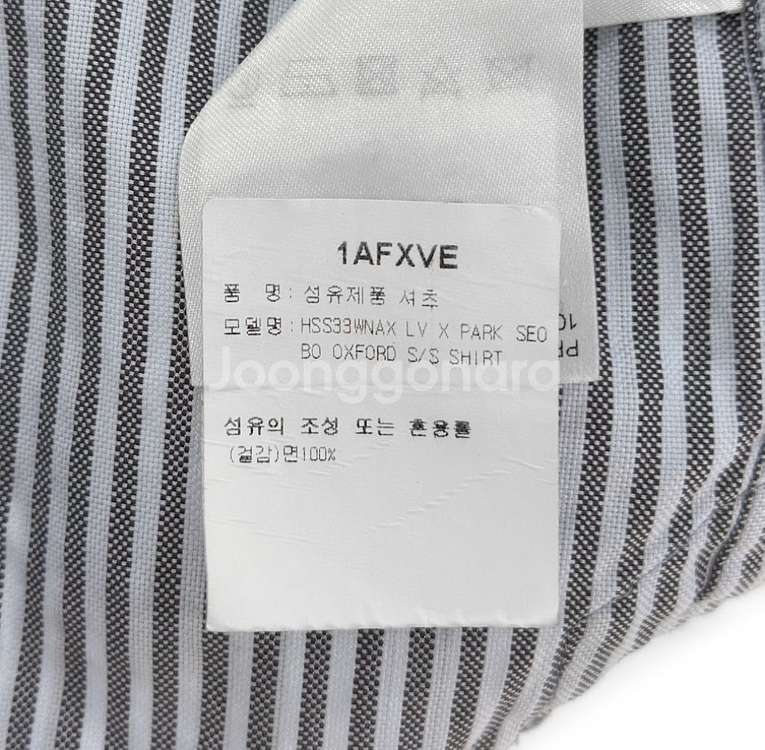 1AFXVE
품 명 : 섬유제품 셔츠
모델명 : HSS33WNAX LV X PARK SEO
BO OXFORD S/S SHIRT
Joonggonara
섬유의 조성 또는 혼용률
(겉감)면100%